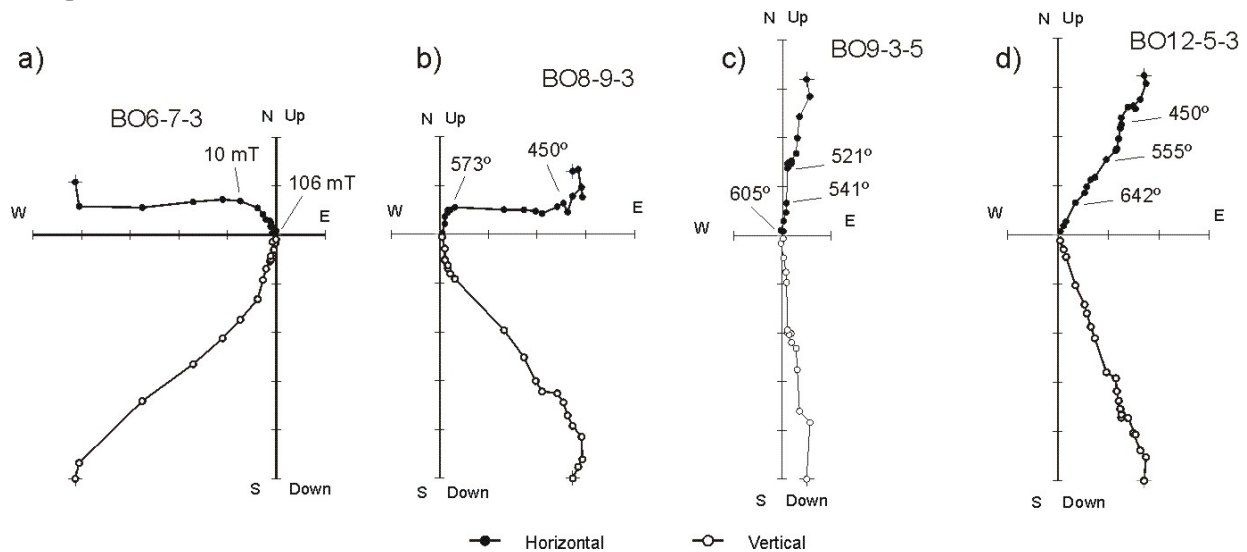 a)
BO6-7-3
N Up
10 mT
106 mT
W
E
S Down
b)
BO8-9-3
N Up
573º
450º
W
E
S Down
c)
BO9-3-5
N Up
521º
541º
605º
W
E
S Down
d)
BO12-5-3
N Up
450º
555º
642º
W
E
S Down
Horizontal
Vertical